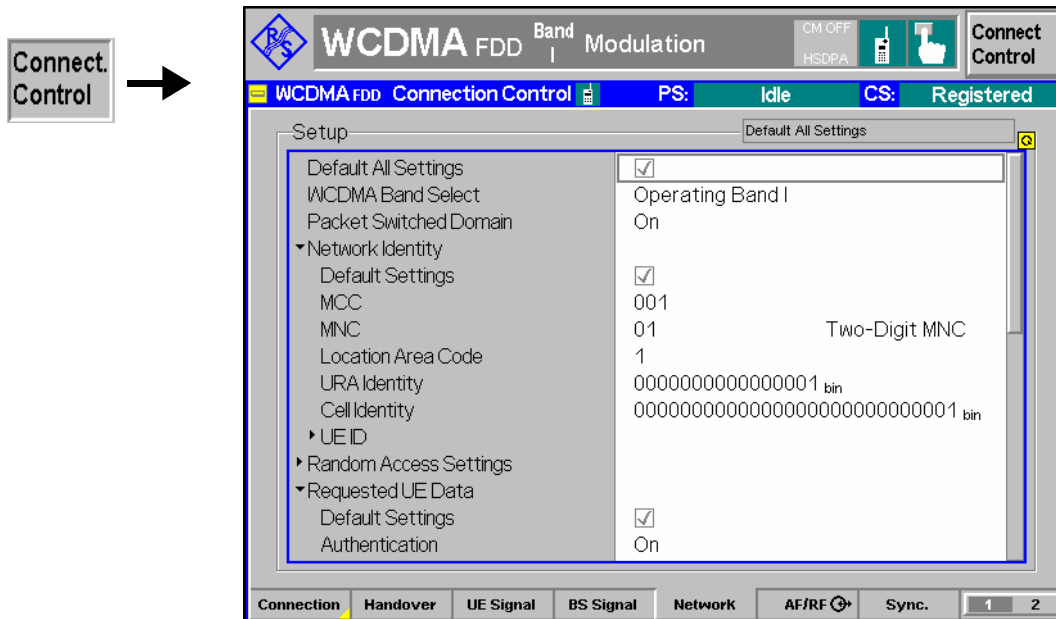 Connect.
Control
R
S
WCDMA FDD Band I Modulation
CM OFF
HSDPA
Connect
Control
WCDMA FDD Connection Control PS: Idle CS: Registered
Setup
Default All Settings
Default All Settings
WCDMA Band Select Operating Band I
Packet Switched Domain On
Network Identity
Default Settings
MCC 001
MNC 01 Two-Digit MNC
Location Area Code 1
URA Identity 0000000000000001 bin
Cell Identity 0000000000000000000000000001 bin
UE ID
Random Access Settings
Requested UE Data
Default Settings
Authentication On
Connection Handover UE Signal BS Signal Network AF/RF Sync. 1 2